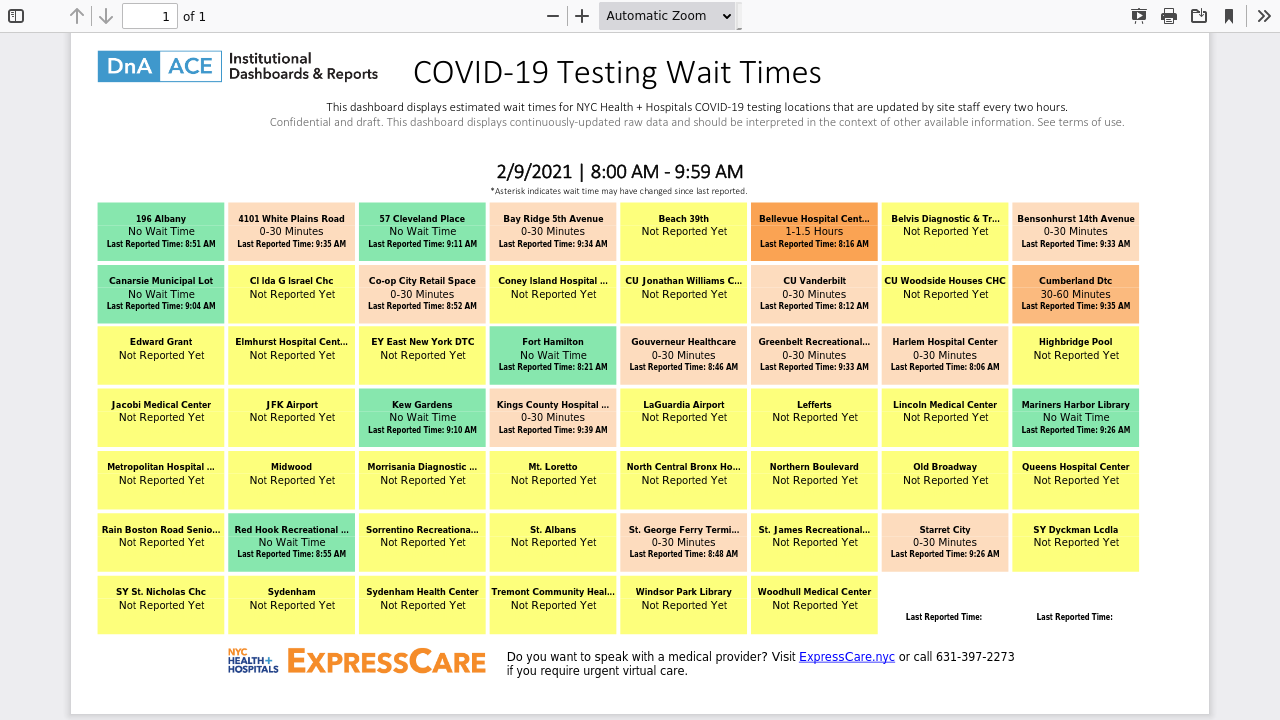 1 of 1 Automatic Zoom
DnA ACE Institutional
Dashboards & Reports
COVID-19 Testing Wait Times
This dashboard displays estimated wait times for NYC Health + Hospitals COVID-19 testing locations that are updated by site staff every two hours.
Confidential and draft. This dashboard displays continuously-updated raw data and should be interpreted in the context of other available information. See terms of use.
2/9/2021 | 8:00 AM - 9:59 AM
*Asterisk indicates wait time may have changed since last reported.
196 Albany 4101 White Plains Road 57 Cleveland Place Bay Ridge 5th Avenue Beach 39th Bellevue Hospital Cent... Belvis Diagnostic & Tr... Bensonhurst 14th Avenue
No Wait Time 0-30 Minutes No Wait Time 0-30 Minutes Not Reported Yet 1-1.5 Hours Not Reported Yet 0-30 Minutes
Last Reported Time: 8:51 AM Last Reported Time: 9:35 AM Last Reported Time: 9:11 AM Last Reported Time: 9:34 AM Last Reported Time: 8:16 AM Last Reported Time: 9:33 AM
Canarsie Municipal Lot Cl Ida G Israel Chc Co-op City Retail Space Coney Island Hospital ... CU Jonathan Williams C... CU Vanderbilt CU Woodside Houses CHC Cumberland Dtc
No Wait Time Not Reported Yet 0-30 Minutes Not Reported Yet Not Reported Yet 0-30 Minutes Not Reported Yet 30-60 Minutes
Last Reported Time: 9:04 AM Last Reported Time: 8:52 AM Last Reported Time: 8:12 AM Last Reported Time: 9:35 AM
Edward Grant Elmhurst Hospital Cent... EY East New York DTC Fort Hamilton Gouverneur Healthcare Greenbelt Recreational... Harlem Hospital Center Highbridge Pool
Not Reported Yet Not Reported Yet Not Reported Yet No Wait Time 0-30 Minutes 0-30 Minutes 0-30 Minutes Not Reported Yet
Last Reported Time: 8:21 AM Last Reported Time: 8:46 AM Last Reported Time: 9:33 AM Last Reported Time: 8:06 AM
Jacobi Medical Center JFK Airport Kew Gardens Kings County Hospital ... LaGuardia Airport Lefferts Lincoln Medical Center Mariners Harbor Library
Not Reported Yet Not Reported Yet No Wait Time 0-30 Minutes Not Reported Yet Not Reported Yet Not Reported Yet No Wait Time
Last Reported Time: 9:10 AM Last Reported Time: 9:39 AM Last Reported Time: 9:26 AM
Metropolitan Hospital ... Midwood Morrisania Diagnostic ... Mt. Loretto North Central Bronx Ho... Northern Boulevard Old Broadway Queens Hospital Center
Not Reported Yet Not Reported Yet Not Reported Yet Not Reported Yet Not Reported Yet Not Reported Yet Not Reported Yet Not Reported Yet
Rain Boston Road Senio... Red Hook Recreational ... Sorrentino Recreationa... St. Albans St. George Ferry Termi... St. James Recreational... Starret City SY Dyckman Lcdla
Not Reported Yet No Wait Time Not Reported Yet Not Reported Yet 0-30 Minutes Not Reported Yet 0-30 Minutes Not Reported Yet
Last Reported Time: 8:55 AM Last Reported Time: 8:48 AM Last Reported Time: 9:26 AM
SY St. Nicholas Chc Sydenham Sydenham Health Center Tremont Community Heal... Windsor Park Library Woodhull Medical Center
Not Reported Yet Not Reported Yet Not Reported Yet Not Reported Yet Not Reported Yet Not Reported Yet
Last Reported Time: Last Reported Time:
NYC
HEALTH+
HOSPITALS
EXPRESSCARE
Do you want to speak with a medical provider? Visit ExpressCare.nyc or call 631-397-2273
if you require urgent virtual care.